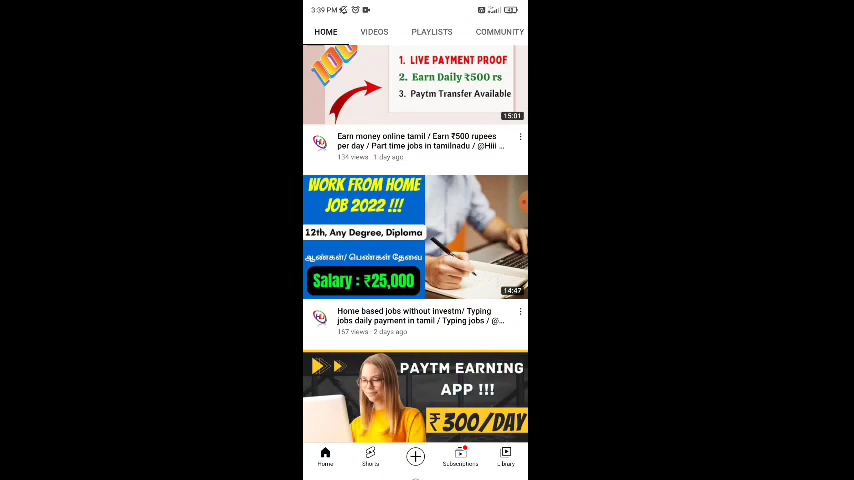 3:39 PM
HOME VIDEOS PLAYLISTS COMMUNITY
100
1. LIVE PAYMENT PROOF
2. Earn Daily ₹500 rs
3. Paytm Transfer Available
15:01
Earn money online tamil / Earn ₹500 rupees
per day / Part time jobs in tamilnadu / @Hiii ...
134 views · 1 day ago
WORK FROM HOME
JOB 2022 !!!
12th, Any Degree, Diploma
ஆண்கள்/ பெண்கள் தேவை
Salary : ₹25,000
14:47
Home based jobs without investm/ Typing
jobs daily payment in tamil / Typing jobs / @...
167 views · 2 days ago
PAYTM EARNING
APP !!!
₹300/DAY
Home Shorts Subscriptions Library